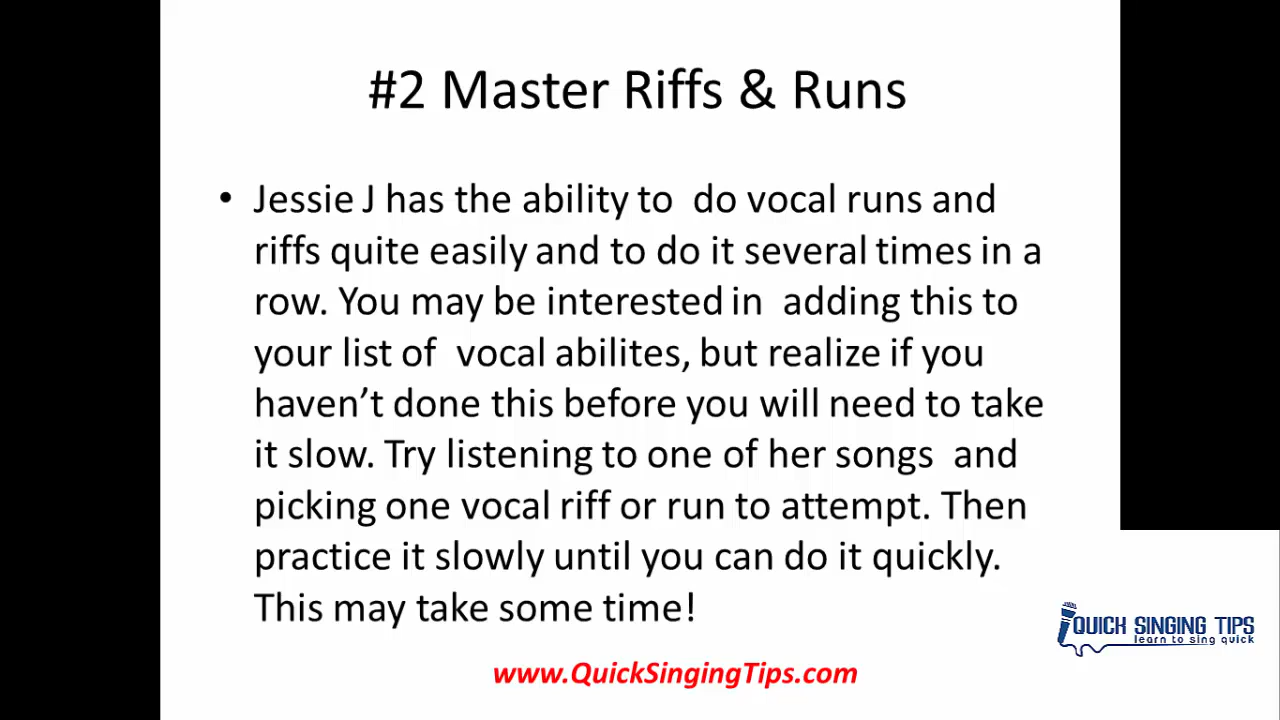 #2 Master Riffs & Runs
• Jessie J has the ability to  do vocal runs and
riffs quite easily and to do it several times in a
row. You may be interested in  adding this to
your list of  vocal abilites, but realize if you
haven’t done this before you will need to take
it slow. Try listening to one of her songs  and
picking one vocal riff or run to attempt. Then
practice it slowly until you can do it quickly.
This may take some time!
QUICK SINGING TIPS
learn to sing quick
www.QuickSingingTips.com